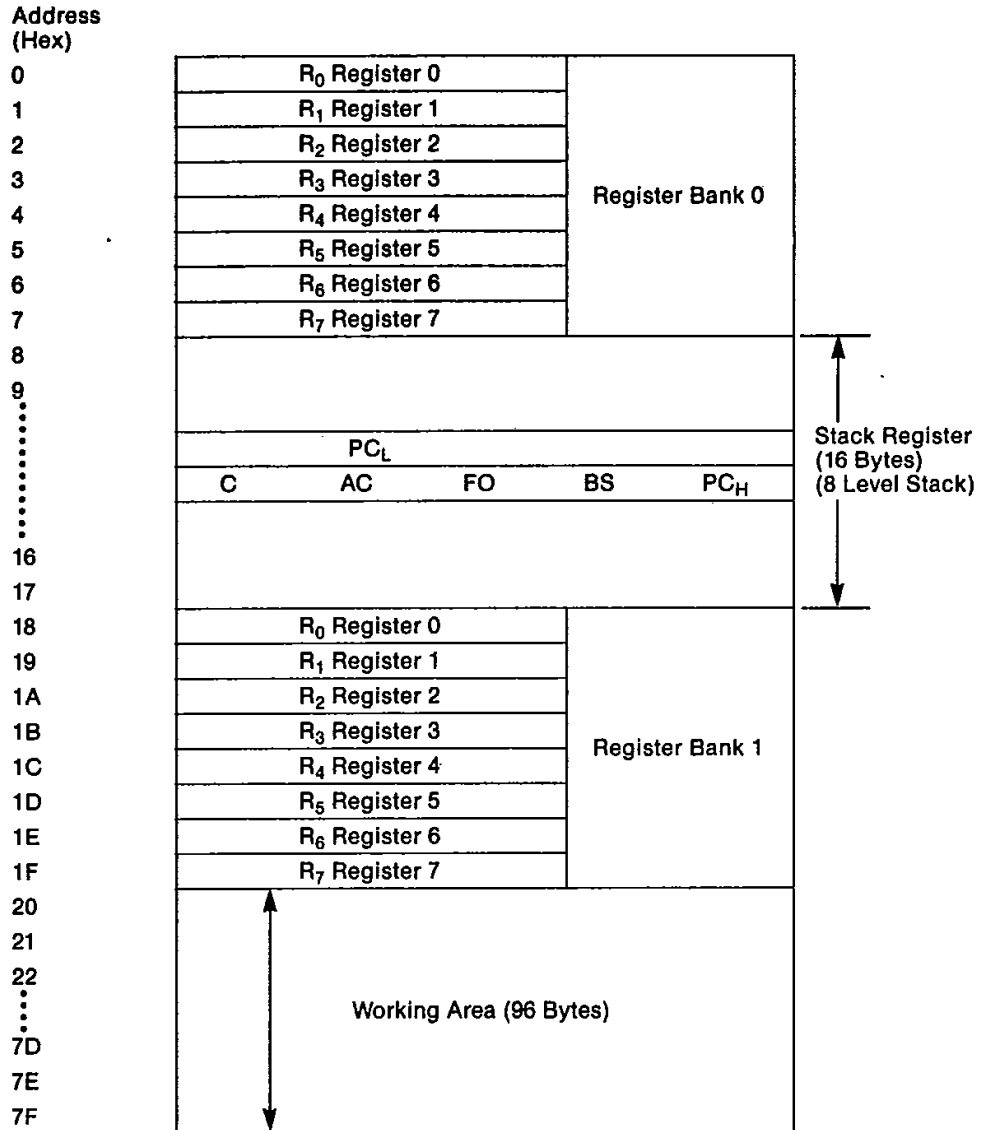 Address
(Hex)
0 R0 Register 0
1 R1 Register 1
2 R2 Register 2
3 R3 Register 3
Register Bank 0
4 R4 Register 4
5 R5 Register 5
6 R6 Register 6
7 R7 Register 7
8
9
PCL
Stack Register
(16 Bytes)
(8 Level Stack)
C AC FO BS PCH
16
17
18 R0 Register 0
19 R1 Register 1
1A R2 Register 2
1B R3 Register 3
Register Bank 1
1C R4 Register 4
1D R5 Register 5
1E R6 Register 6
1F R7 Register 7
20
21
22
Working Area (96 Bytes)
7D
7E
7F